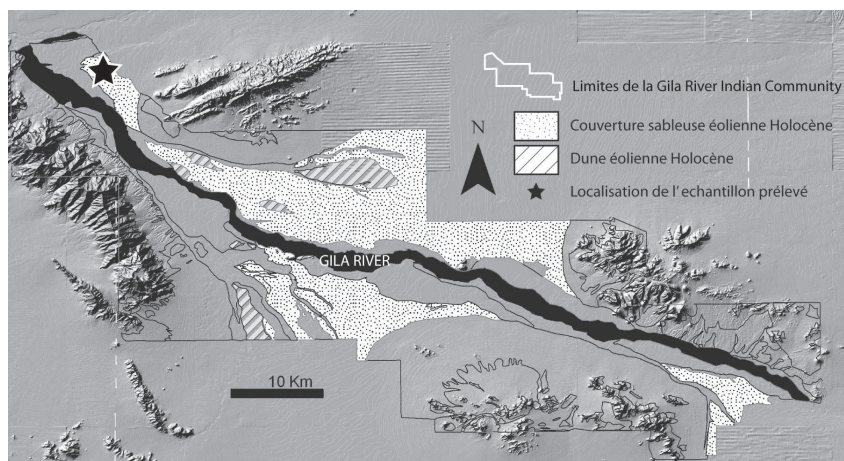 Limites de la Gila River Indian Community
N
Couverture sableuse éolienne Holocène
Dune éolienne Holocène
Localisation de l'echantillon prélevé
GILA RIVER
10 Km